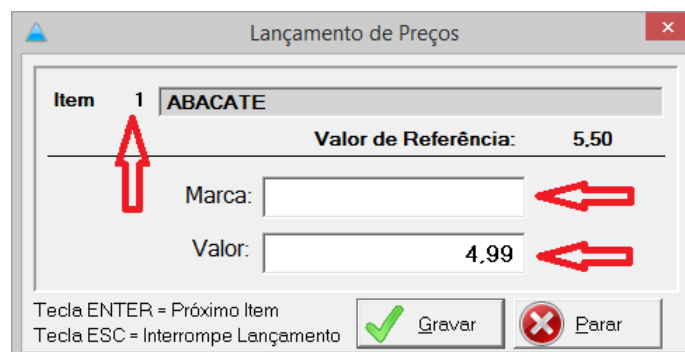 Lançamento de Preços
Item 1 ABACATE
Valor de Referência: 5,50
Marca:
Valor: 4,99
Tecla ENTER = Próximo Item
Tecla ESC = Interrompe Lançamento
Gravar
Parar